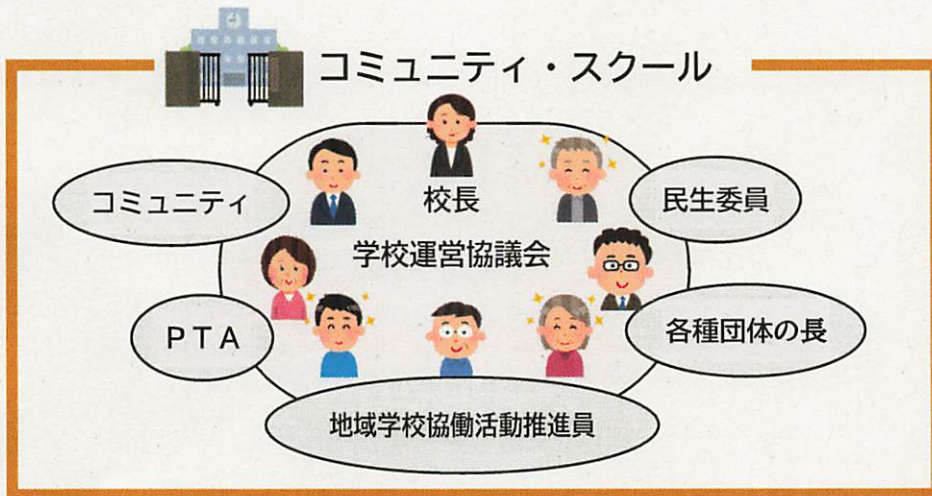 コミュニティ・スクール
校長
コミュニティ
民生委員
学校運営協議会
PTA
各種団体の長
地域学校協働活動推進員